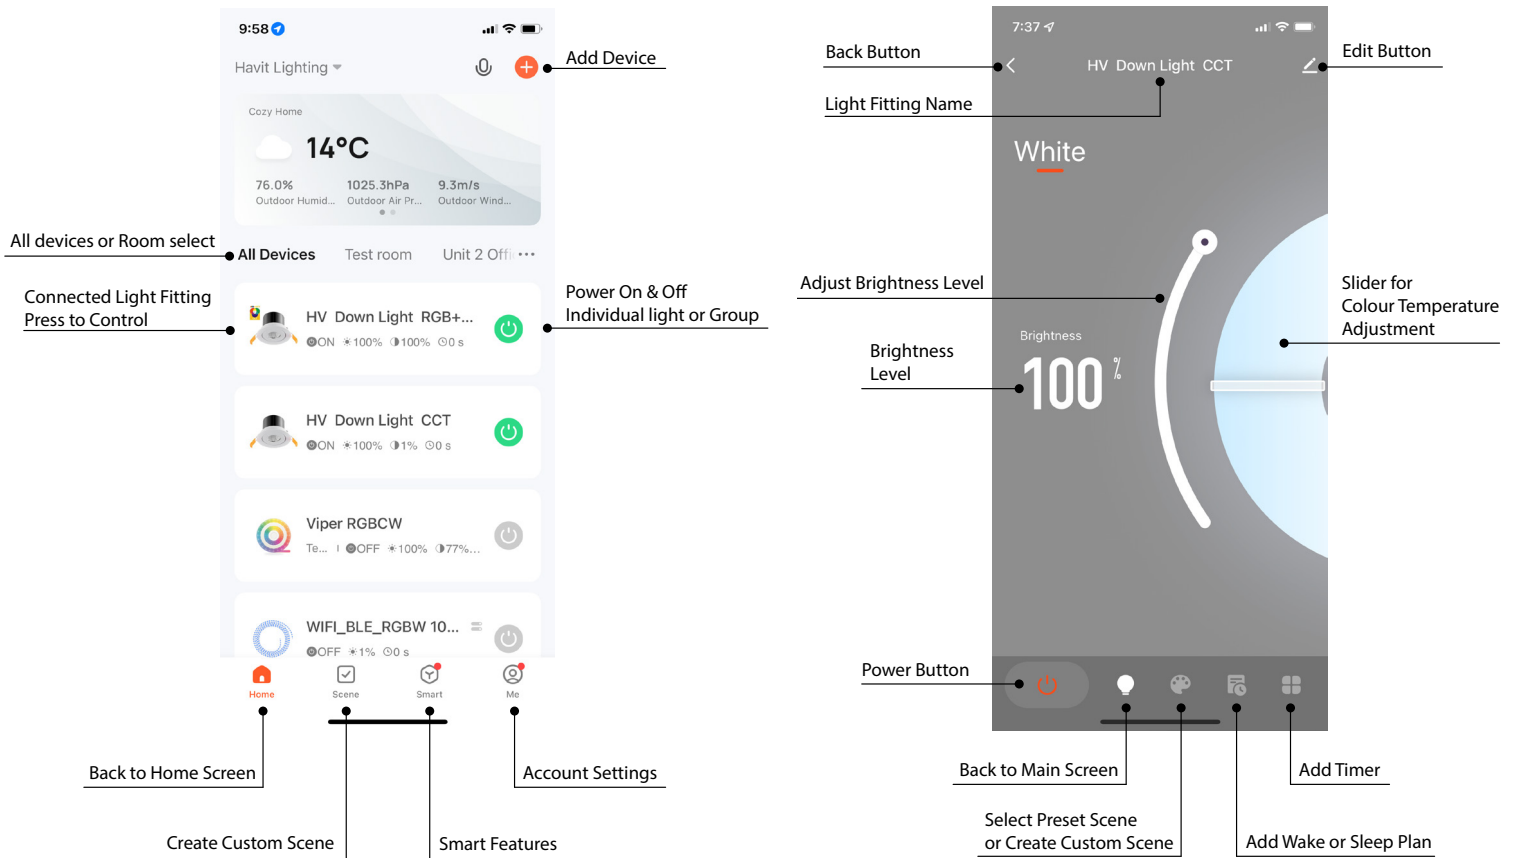 9:58
Havit Lighting
Add Device
Cozy Home
14°C
76.0% 1025.3hPa 9.3m/s
Outdoor Humid... Outdoor Air Pr... Outdoor Wind...
All devices or Room select
All Devices Test room Unit 2 Offi
Connected Light Fitting
Press to Control
HV Down Light RGB+...
ON 100% 100% 0 s
Power On & Off
Individual light or Group
HV Down Light CCT
ON 100% 1% 0 s
Viper RGBCW
Te... | OFF 100% 77%...
WIFI_BLE_RGBW 10...
OFF 1% 0 s
Home Scene Smart Me
Back to Home Screen
Account Settings
Create Custom Scene
Smart Features
7:37
Back Button
HV Down Light CCT
Edit Button
Light Fitting Name
White
Adjust Brightness Level
Slider for
Colour Temperature
Adjustment
Brightness
100 %
Brightness
Level
Power Button
Back to Main Screen
Add Timer
Select Preset Scene
or Create Custom Scene
Add Wake or Sleep Plan